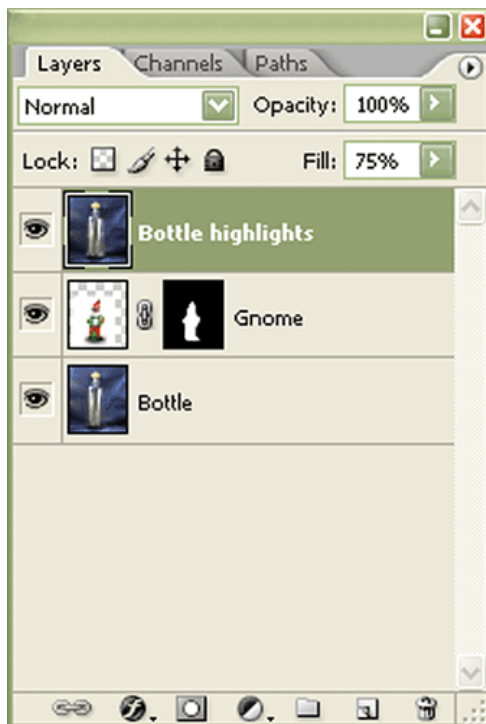 Layers Channels Paths
Normal Opacity: 100%
Lock: Fill: 75%
Bottle highlights
Gnome
Bottle